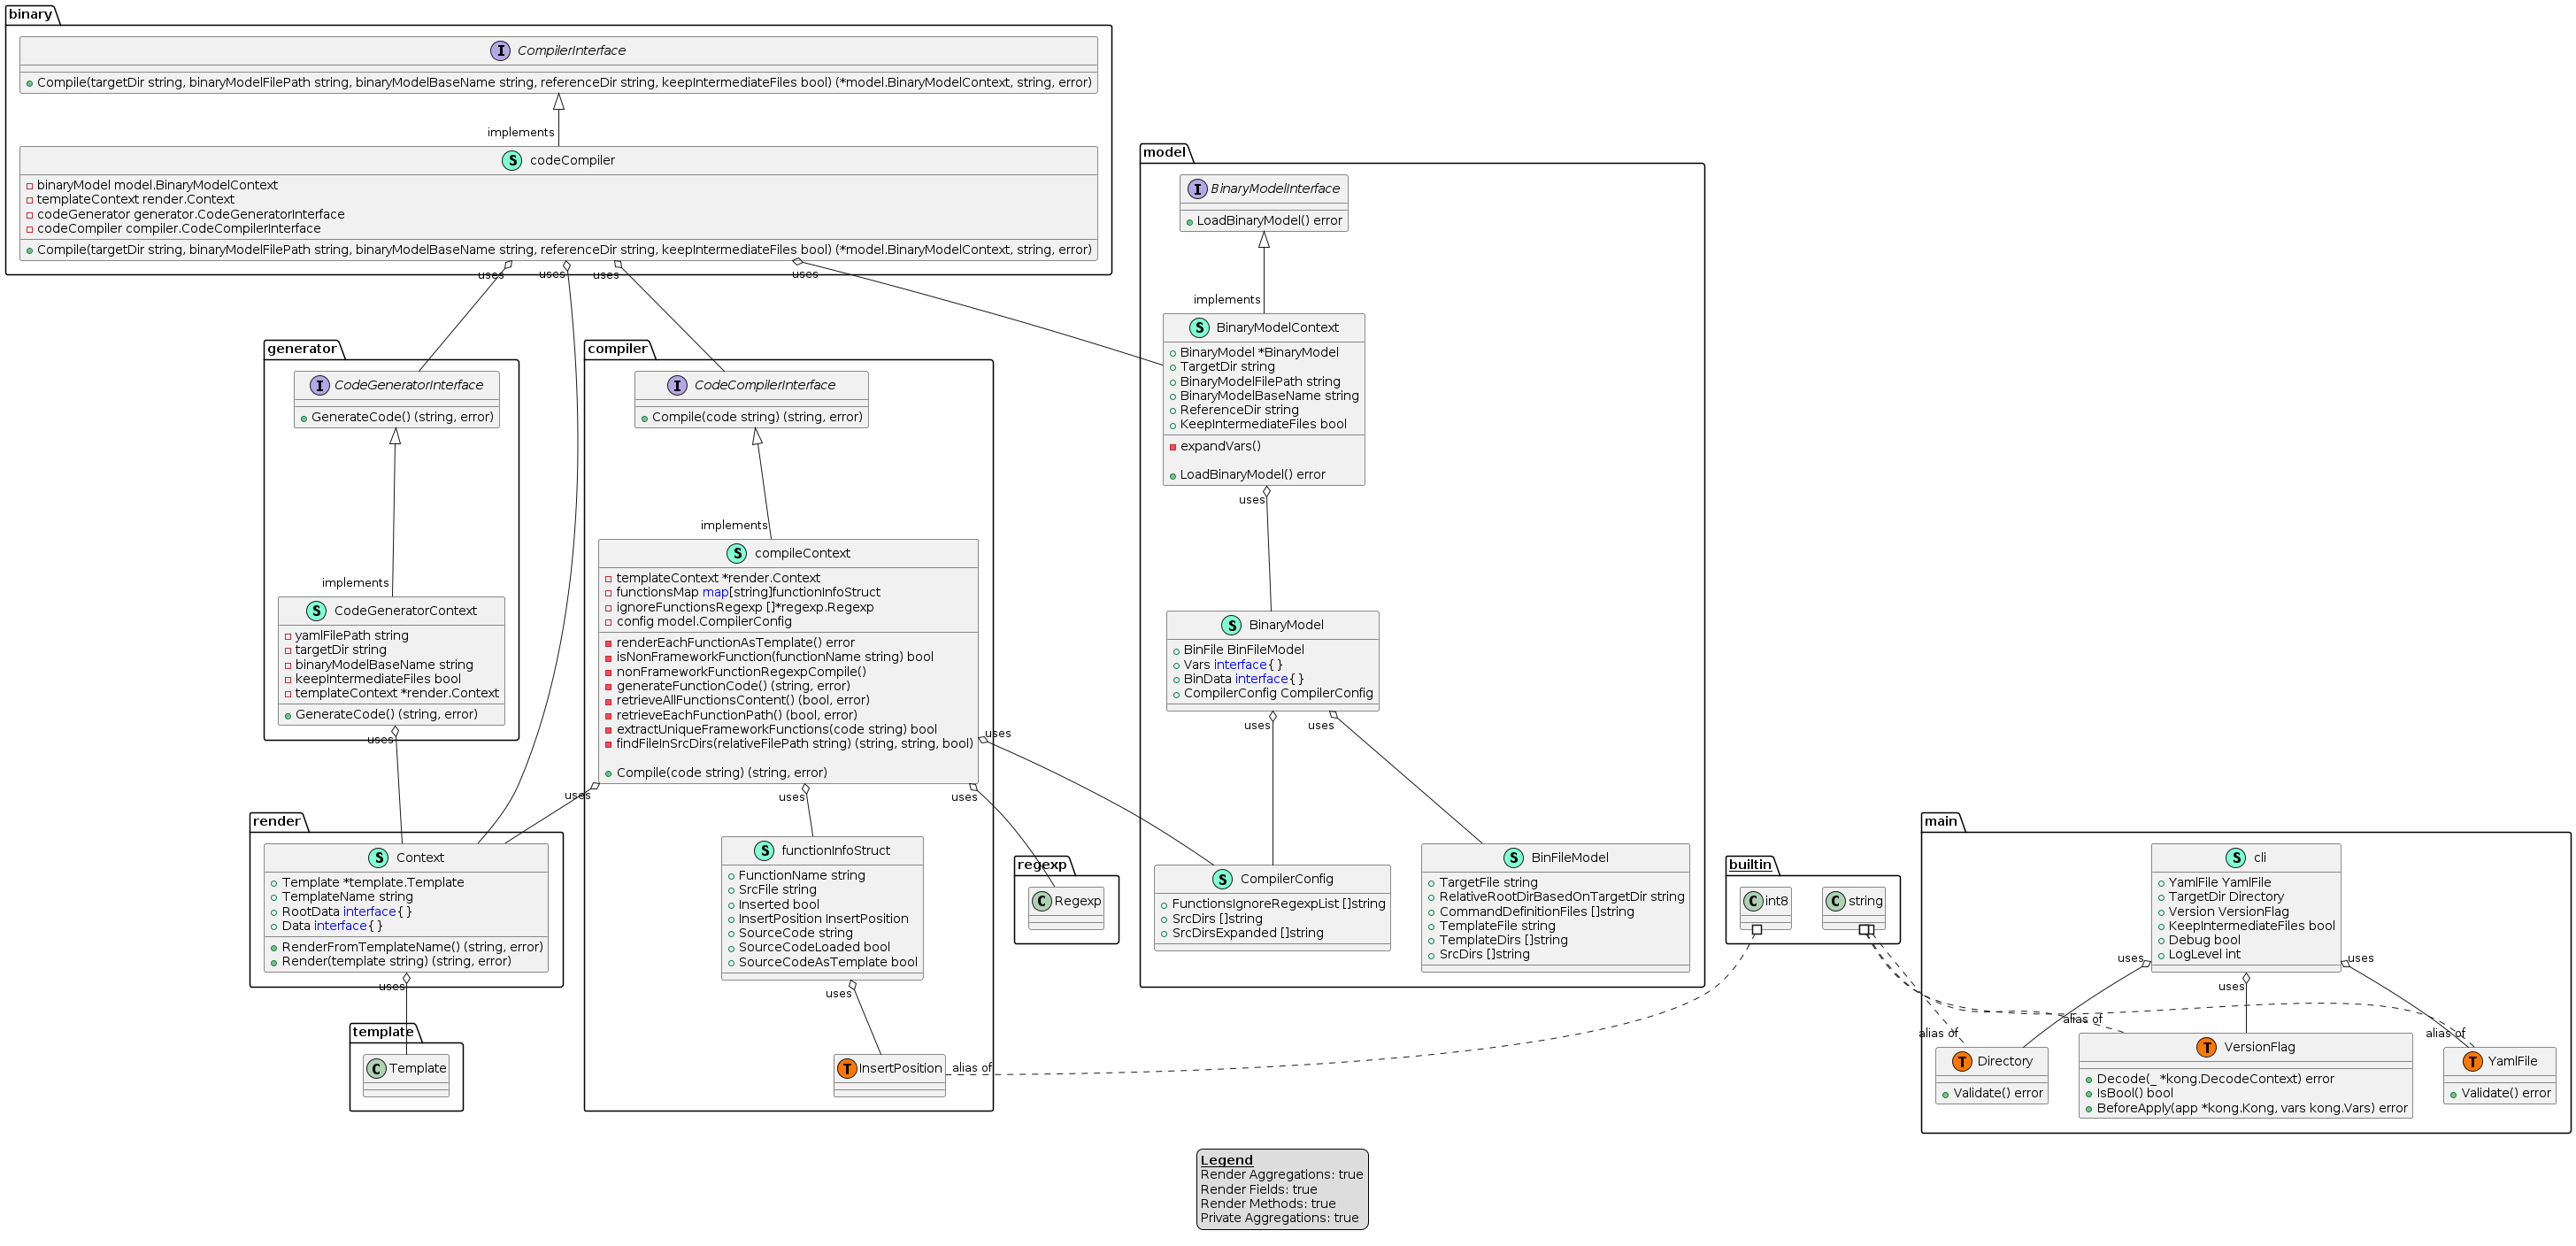 binary
I CompilerInterface
Compile(targetDir string, binaryModelFilePath string, binaryModelBaseName string, referenceDir string, keepIntermediateFiles bool) (*model.BinaryModelContext, string, error)
implements
S codeCompiler
binaryModel model.BinaryModelContext
templateContext render.Context
codeGenerator generator.CodeGeneratorInterface
codeCompiler compiler.CodeCompilerInterface
Compile(targetDir string, binaryModelFilePath string, binaryModelBaseName string, referenceDir string, keepIntermediateFiles bool) (*model.BinaryModelContext, string, error)
uses
uses
uses
uses
model
I BinaryModelInterface
LoadBinaryModel() error
implements
S BinaryModelContext
BinaryModel *BinaryModel
TargetDir string
BinaryModelFilePath string
BinaryModelBaseName string
ReferenceDir string
KeepIntermediateFiles bool
expandVars()
LoadBinaryModel() error
uses
S BinaryModel
BinFile BinFileModel
Vars interface{}
BinData interface{}
CompilerConfig CompilerConfig
uses
uses
S CompilerConfig
FunctionsIgnoreRegexpList []string
SrcDirs []string
SrcDirsExpanded []string
S BinFileModel
TargetFile string
RelativeRootDirBasedOnTargetDir string
CommandDefinitionFiles []string
TemplateFile string
TemplateDirs []string
SrcDirs []string
generator
I CodeGeneratorInterface
GenerateCode() (string, error)
implements
S CodeGeneratorContext
yamlFilePath string
targetDir string
binaryModelBaseName string
keepIntermediateFiles bool
templateContext *render.Context
GenerateCode() (string, error)
uses
compiler
I CodeCompilerInterface
Compile(code string) (string, error)
implements
S compileContext
templateContext *render.Context
functionsMap map[string]functionInfoStruct
ignoreFunctionsRegexp []*regexp.Regexp
config model.CompilerConfig
renderEachFunctionAsTemplate() error
isNonFrameworkFunction(functionName string) bool
nonFrameworkFunctionRegexpCompile()
generateFunctionCode() (string, error)
retrieveAllFunctionsContent() (bool, error)
retrieveEachFunctionPath() (bool, error)
extractUniqueFrameworkFunctions(code string) bool
findFileInSrcDirs(relativeFilePath string) (string, string, bool)
Compile(code string) (string, error)
uses
uses
uses
uses
S functionInfoStruct
FunctionName string
SrcFile string
Inserted bool
InsertPosition InsertPosition
SourceCode string
SourceCodeLoaded bool
SourceCodeAsTemplate bool
uses
T InsertPosition
alias of
render
S Context
Template *template.Template
TemplateName string
RootData interface{}
Data interface{}
RenderFromTemplateName() (string, error)
Render(template string) (string, error)
uses
template
C Template
regexp
C Regexp
builtin
C int8
C string
main
S cli
YamlFile YamlFile
TargetDir Directory
Version VersionFlag
KeepIntermediateFiles bool
Debug bool
LogLevel int
uses
uses
uses
alias of
alias of
alias of
T Directory
Validate() error
T VersionFlag
Decode(_ *kong.DecodeContext) error
IsBool() bool
BeforeApply(app *kong.Kong, vars kong.Vars) error
T YamlFile
Validate() error
Legend
Render Aggregations: true
Render Fields: true
Render Methods: true
Private Aggregations: true